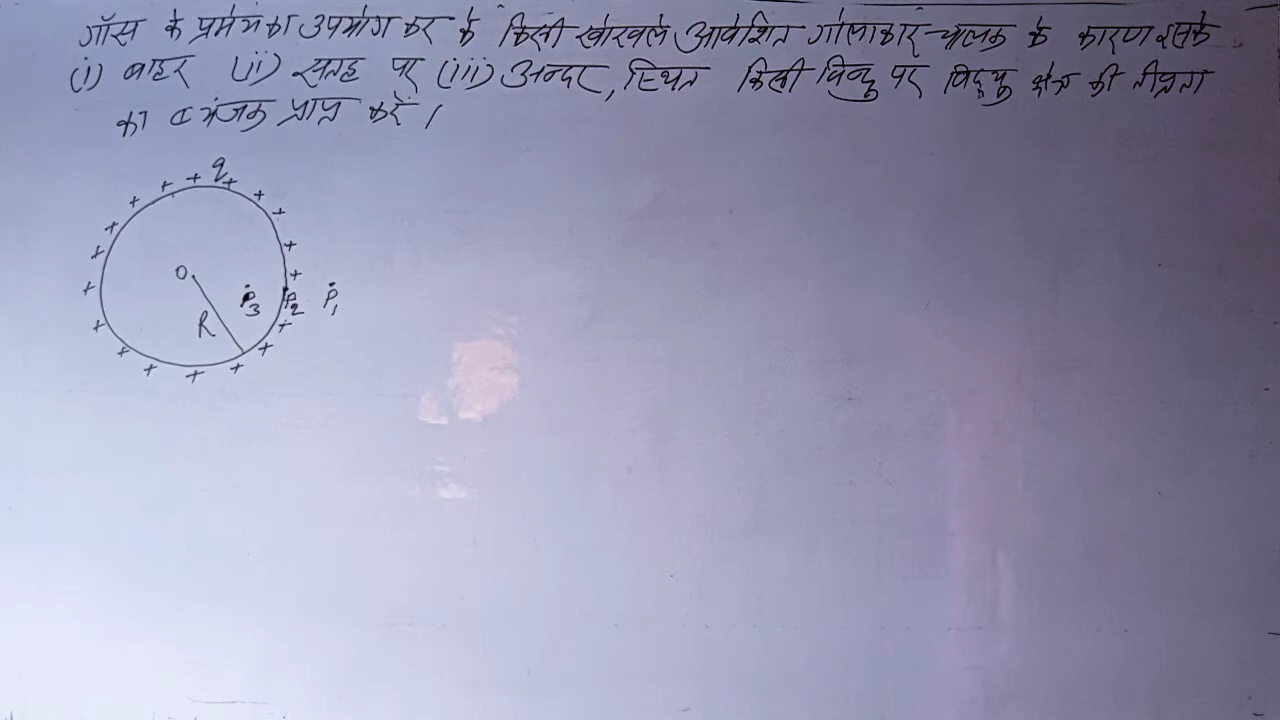 गॉस के प्रमेय का उपयोग कर के किसी खोखले आवेशित गोलाकार चालक के कारण इसके
(i) बाहर (ii) सतह पर (iii) अन्दर, स्थित किसी विन्दु पर विद्यु क्षेत्र की तीव्रता
का व्यंजक प्राप्त करें।
q
+ + + + + + + + + + + + + + + + + + +
O
R
P3 P2 P1